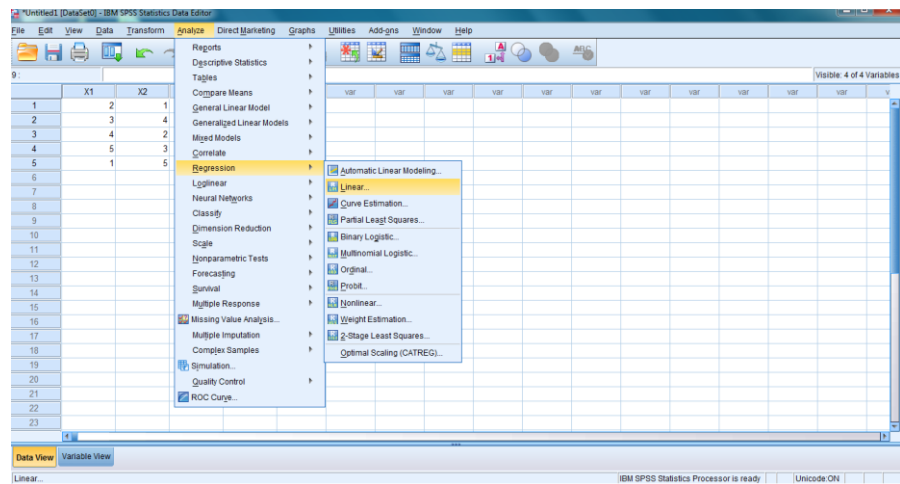 *Untitled1 [DataSet0] - IBM SPSS Statistics Data Editor
File Edit View Data Transform Analyze Direct Marketing Graphs Utilities Add-ons Window Help
9 :
Visible: 4 of 4 Variables
X1 X2 var var var var var var var var var var
1 2 1
2 3 4
3 4 2
4 5 3
5 1 5
6
7
8
9
10
11
12
13
14
15
16
17
18
19
20
21
22
23
Reports
Descriptive Statistics
Tables
Compare Means
General Linear Model
Generalized Linear Models
Mixed Models
Correlate
Regression
Loglinear
Neural Networks
Classify
Dimension Reduction
Scale
Nonparametric Tests
Forecasting
Survival
Multiple Response
Missing Value Analysis...
Multiple Imputation
Complex Samples
Simulation...
Quality Control
ROC Curve...
Automatic Linear Modeling...
Linear...
Curve Estimation...
Partial Least Squares...
Binary Logistic...
Multinomial Logistic...
Ordinal...
Probit...
Nonlinear...
Weight Estimation...
2-Stage Least Squares...
Optimal Scaling (CATREG)...
Data View Variable View
Linear...
IBM SPSS Statistics Processor is ready Unicode:ON